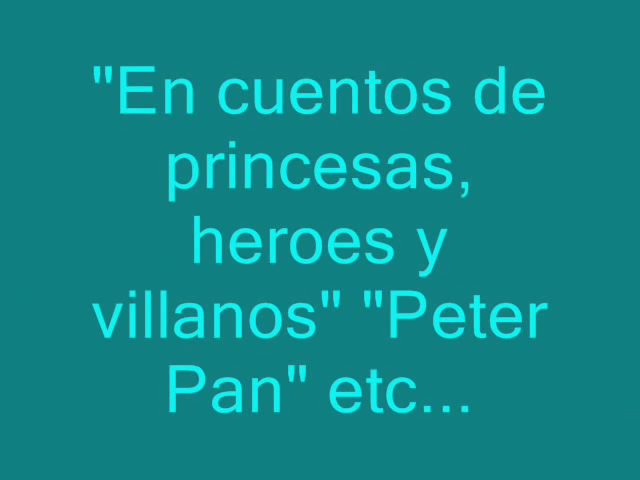 "En cuentos de
princesas,
heroes y
villanos" "Peter
Pan" etc...